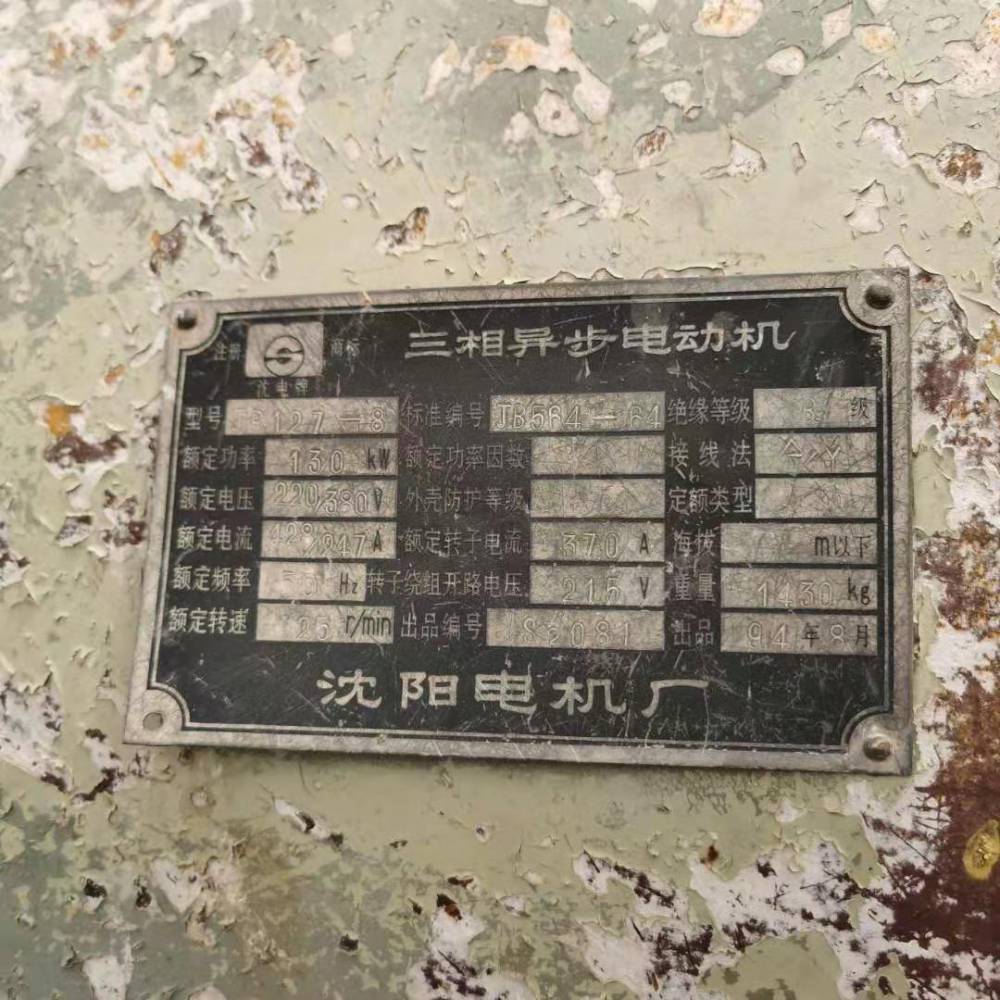 注册 商标
三相异步电动机
沈电牌
型号 127-8 标准编号 JB564-64 绝缘等级 级
额定功率 130 kW 额定功率因数 接线法 △/Y
额定电压 220/380 V 外壳防护等级 定额类型
额定电流 428/247 A 额定转子电流 370 A 海拔 m以下
额定频率 Hz 转子绕组开路电压 215 V 重量 1430 kg
额定转速 r/min 出品编号 出品 94年8月
沈阳电机厂